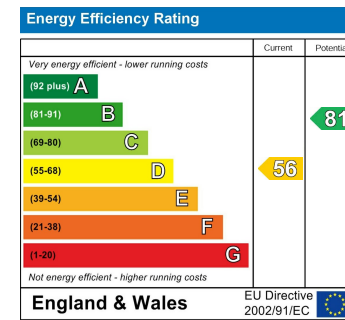 Energy Efficiency Rating
Current
Very energy efficient - lower running costs
(92 plus) A
(81-91) B
81
(69-80) C
(55-68) D
56
(39-54) E
(21-38) F
(1-20) G
Not energy efficient - higher running costs
England & Wales
EU Directive
2002/91/EC